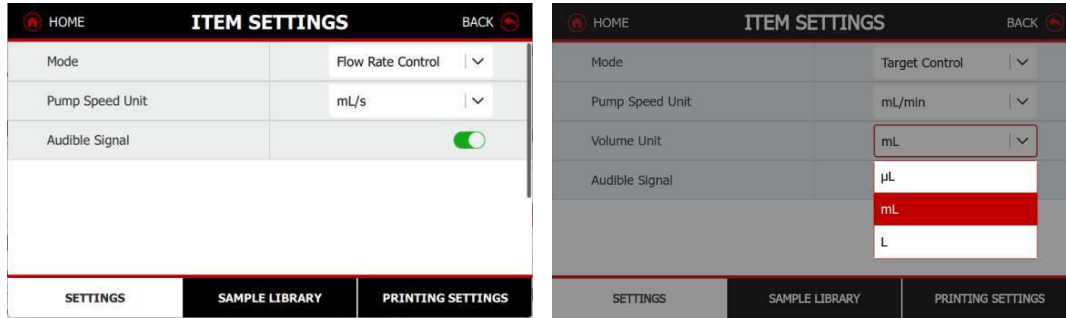 HOME ITEM SETTINGS BACK
Mode Flow Rate Control
Pump Speed Unit mL/s
Audible Signal
SETTINGS SAMPLE LIBRARY PRINTING SETTINGS
HOME ITEM SETTINGS BACK
Mode Target Control
Pump Speed Unit mL/min
Volume Unit mL
Audible Signal
µL
mL
L
SETTINGS SAMPLE LIBRARY PRINTING SETTINGS